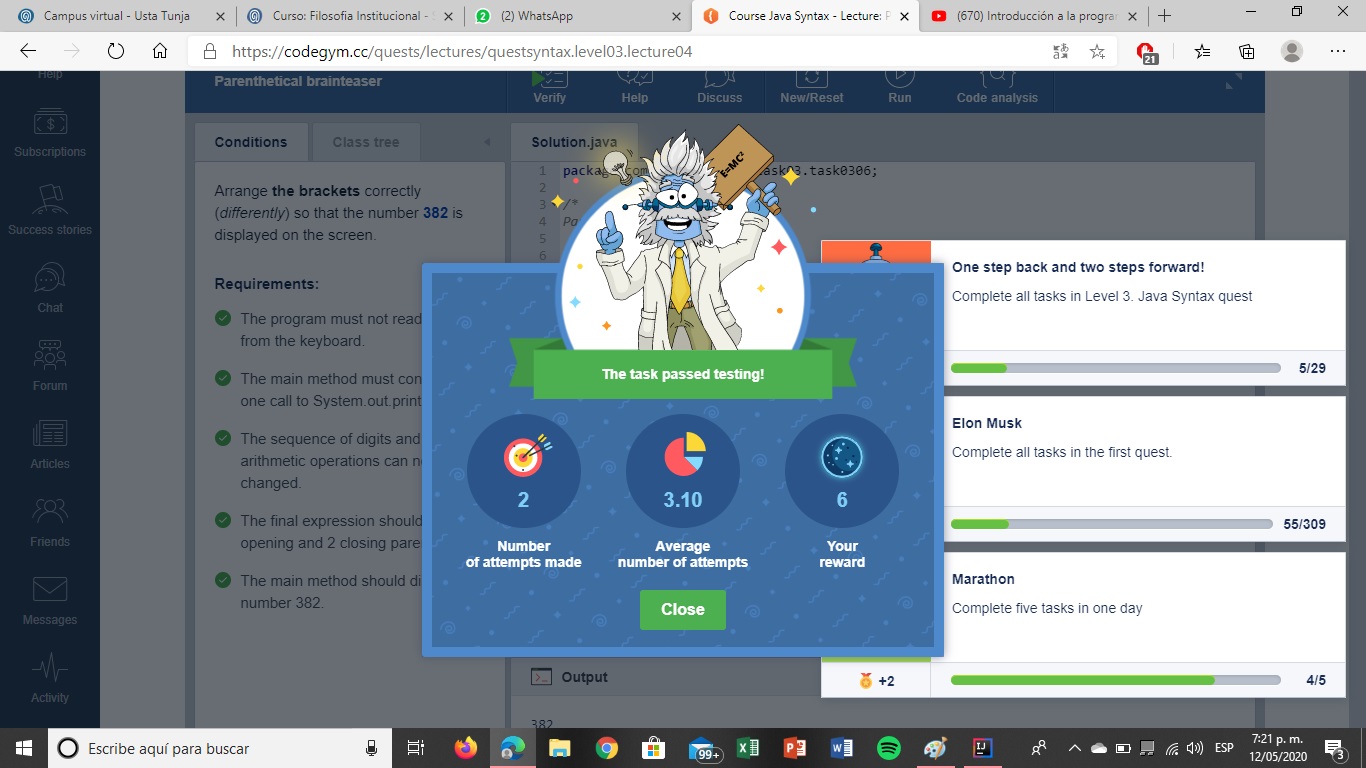 Campus virtual - Usta Tunja
Curso: Filosofia Institucional -
(2) WhatsApp
Course Java Syntax - Lecture: P
(670) Introducción a la progra
https://codegym.cc/quests/lectures/questsyntax.level03.lecture04
21
Help
Subscriptions
Success stories
Chat
Forum
Articles
Friends
Messages
Activity
Parenthetical brainteaser
Verify
Help
Discuss
New/Reset
Run
Code analysis
Conditions
Class tree
Arrange the brackets correctly
(differently) so that the number 382 is
displayed on the screen.
Requirements:
The program must not read
from the keyboard.
The main method must con
one call to System.out.print
The sequence of digits and
arithmetic operations can n
changed.
The final expression should
opening and 2 closing pare
The main method should di
number 382.
Solution.java
1 package com task03.task0306;
2
3 /*
4 Pa
5
6
E=MC²
The task passed testing!
2
Number
of attempts made
3.10
Average
number of attempts
6
Your
reward
Close
One step back and two steps forward!
Complete all tasks in Level 3. Java Syntax quest
5/29
Elon Musk
Complete all tasks in the first quest.
55/309
Marathon
Complete five tasks in one day
+2
4/5
Output
382
Escribe aquí para buscar
99+
ESP
7:21 p. m.
12/05/2020
3